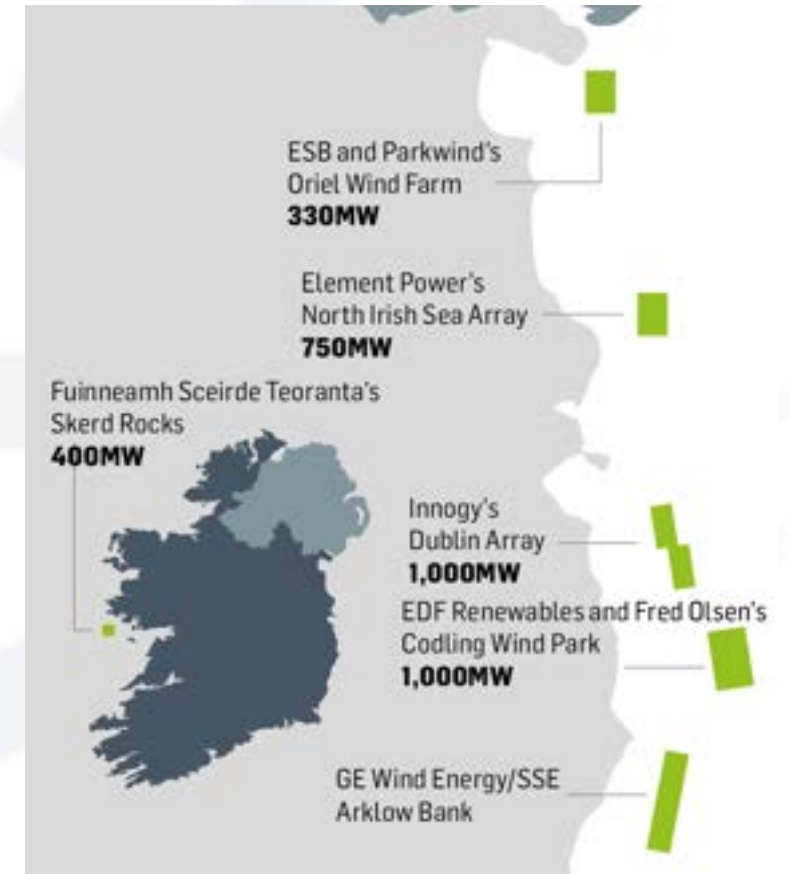 ESB and Parkwind's
Oriel Wind Farm
330MW
Element Power's
North Irish Sea Array
750MW
Fuinneamh Sceirde Teoranta's
Skerd Rocks
400MW
Innogy's
Dublin Array
1,000MW
EDF Renewables and Fred Olsen's
Codling Wind Park
1,000MW
GE Wind Energy/SSE
Arklow Bank